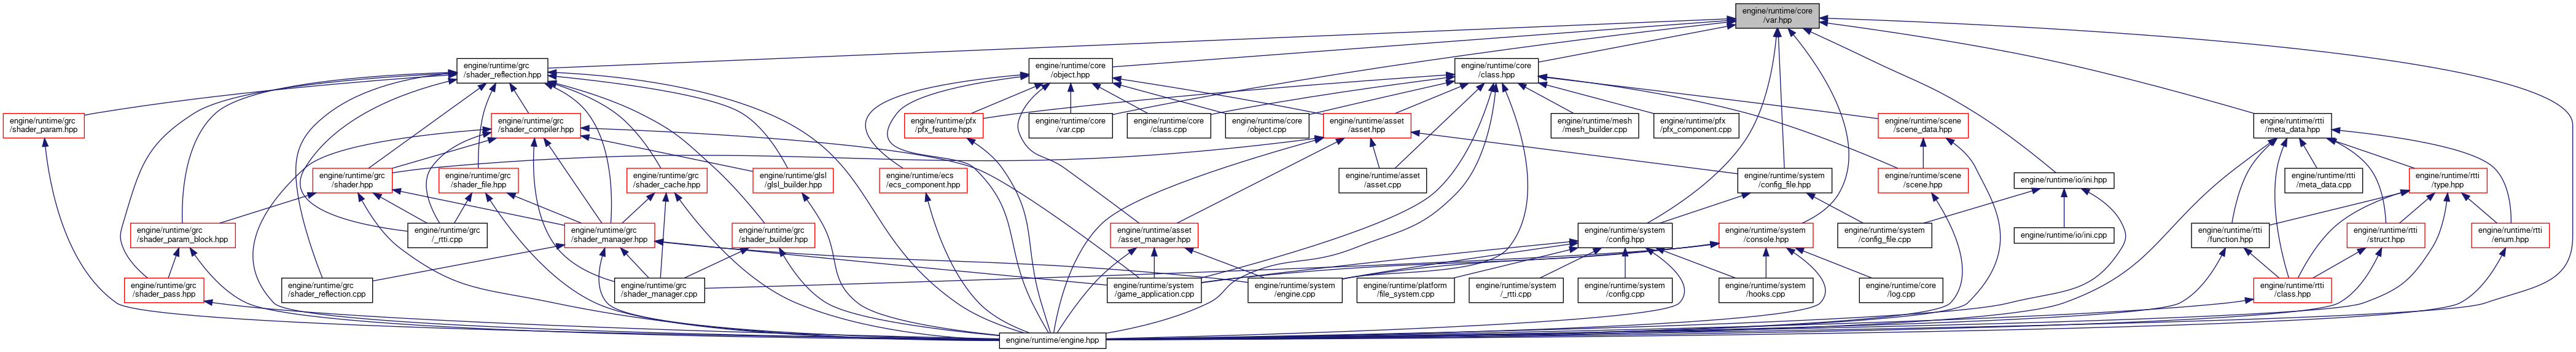 engine/runtime/core
/var.hpp
engine/runtime/grc
/shader_reflection.hpp
engine/runtime/core
/object.hpp
engine/runtime/core
/class.hpp
engine/runtime/grc
/shader_param.hpp
engine/runtime/grc
/shader_compiler.hpp
engine/runtime/pfx
/pfx_feature.hpp
engine/runtime/core
/var.cpp
engine/runtime/core
/class.cpp
engine/runtime/core
/object.cpp
engine/runtime/asset
/asset.hpp
engine/runtime/mesh
/mesh_builder.cpp
engine/runtime/pfx
/pfx_component.cpp
engine/runtime/scene
/scene_data.hpp
engine/runtime/rtti
/meta_data.hpp
engine/runtime/grc
/shader.hpp
engine/runtime/grc
/shader_file.hpp
engine/runtime/grc
/shader_cache.hpp
engine/runtime/glsl
/glsl_builder.hpp
engine/runtime/ecs
/ecs_component.hpp
engine/runtime/asset
/asset.cpp
engine/runtime/system
/config_file.hpp
engine/runtime/scene
/scene.hpp
engine/runtime/io/ini.hpp
engine/runtime/rtti
/meta_data.cpp
engine/runtime/rtti
/type.hpp
engine/runtime/grc
/shader_param_block.hpp
engine/runtime/grc
/_rtti.cpp
engine/runtime/grc
/shader_manager.hpp
engine/runtime/grc
/shader_builder.hpp
engine/runtime/asset
/asset_manager.hpp
engine/runtime/system
/config.hpp
engine/runtime/system
/console.hpp
engine/runtime/system
/config_file.cpp
engine/runtime/io/ini.cpp
engine/runtime/rtti
/function.hpp
engine/runtime/rtti
/struct.hpp
engine/runtime/rtti
/enum.hpp
engine/runtime/grc
/shader_pass.hpp
engine/runtime/grc
/shader_reflection.cpp
engine/runtime/grc
/shader_manager.cpp
engine/runtime/system
/game_application.cpp
engine/runtime/system
/engine.cpp
engine/runtime/platform
/file_system.cpp
engine/runtime/system
/_rtti.cpp
engine/runtime/system
/config.cpp
engine/runtime/system
/hooks.cpp
engine/runtime/core
/log.cpp
engine/runtime/rtti
/class.hpp
engine/runtime/engine.hpp